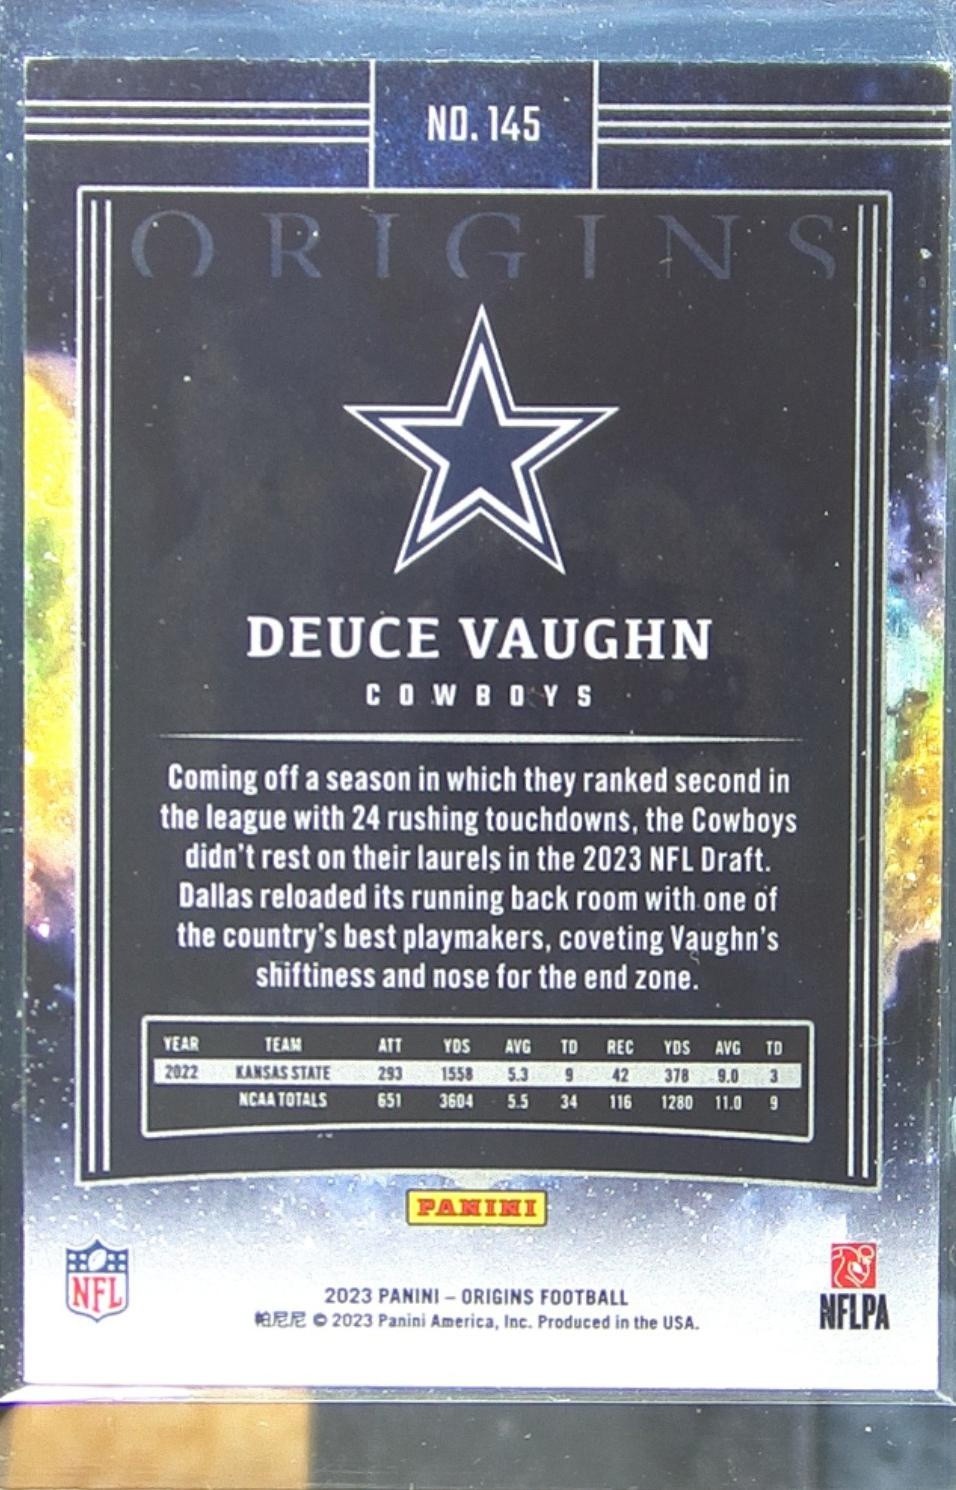 NO. 145
ORIGINS
DEUCE VAUGHN
COWBOYS
Coming off a season in which they ranked second in
the league with 24 rushing touchdowns, the Cowboys
didn't rest on their laurels in the 2023 NFL Draft.
Dallas reloaded its running back room with one of
the country's best playmakers, coveting Vaughn's
shiftiness and nose for the end zone.
YEAR TEAM ATT YDS AVG TD REC YDS AVG TD
2022 KANSAS STATE 293 1558 5.3 9 42 378 9.0 3
NCAA TOTALS 651 3604 5.5 34 116 1280 11.0 9
PANINI
NFL
2023 PANINI – ORIGINS FOOTBALL
帕尼尼 © 2023 Panini America, Inc. Produced in the USA.
NFLPA